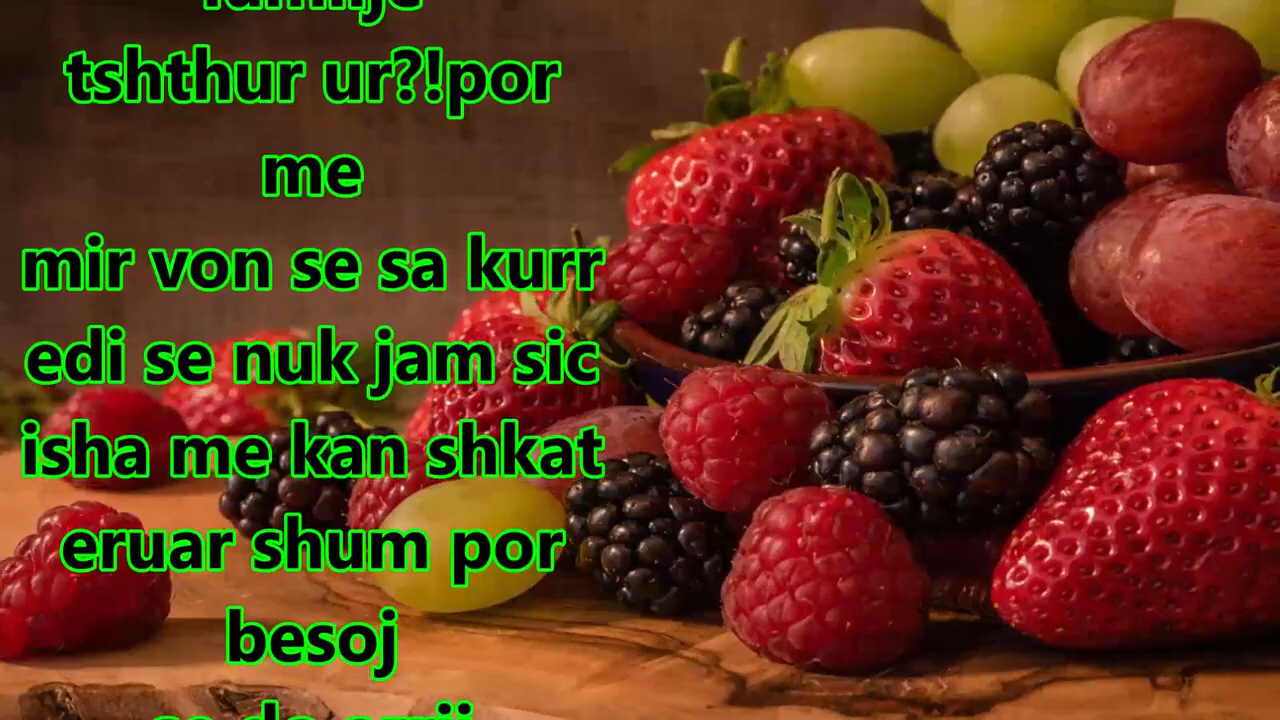 tshthur ur?!por
me
mir von se sa kurr
edi se nuk jam sic
isha me kan shkat
eruar shum por
besoj